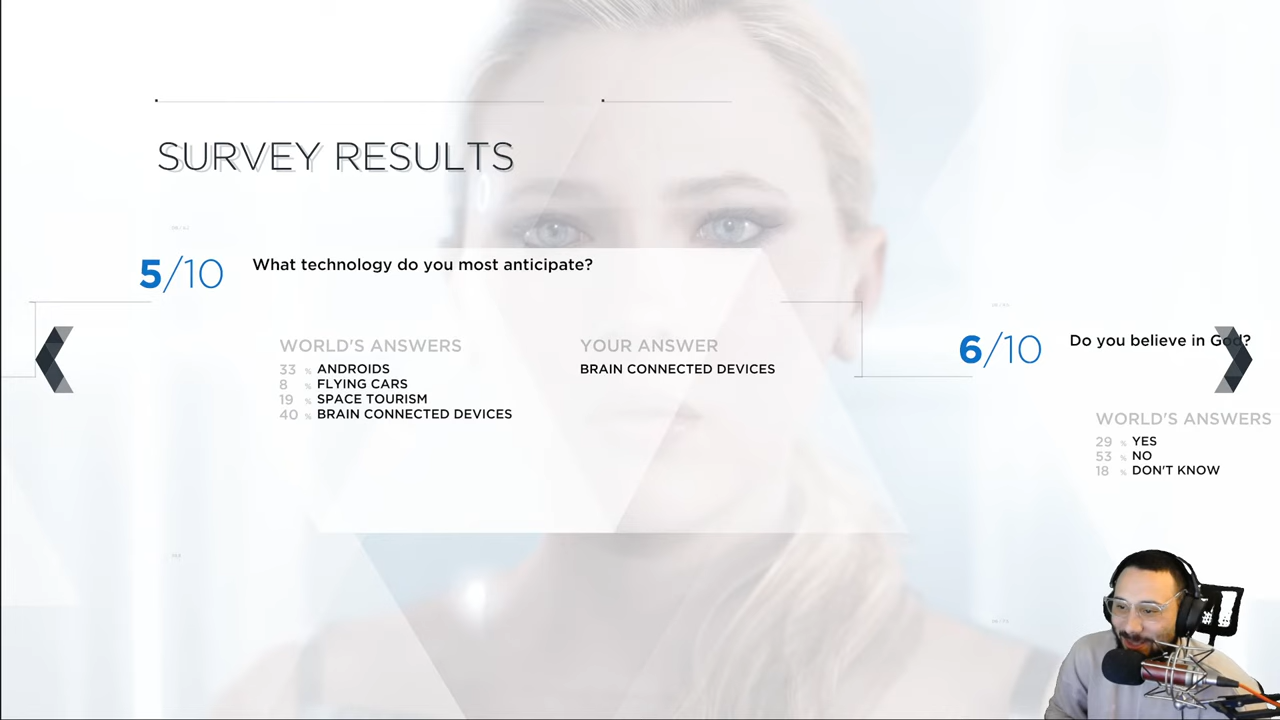 SURVEY RESULTS
5/10
What technology do you most anticipate?
WORLD'S ANSWERS
33 % ANDROIDS
8 % FLYING CARS
19 % SPACE TOURISM
40 % BRAIN CONNECTED DEVICES
YOUR ANSWER
BRAIN CONNECTED DEVICES
6/10
Do you believe in God?
WORLD'S ANSWERS
29 % YES
53 % NO
18 % DON'T KNOW